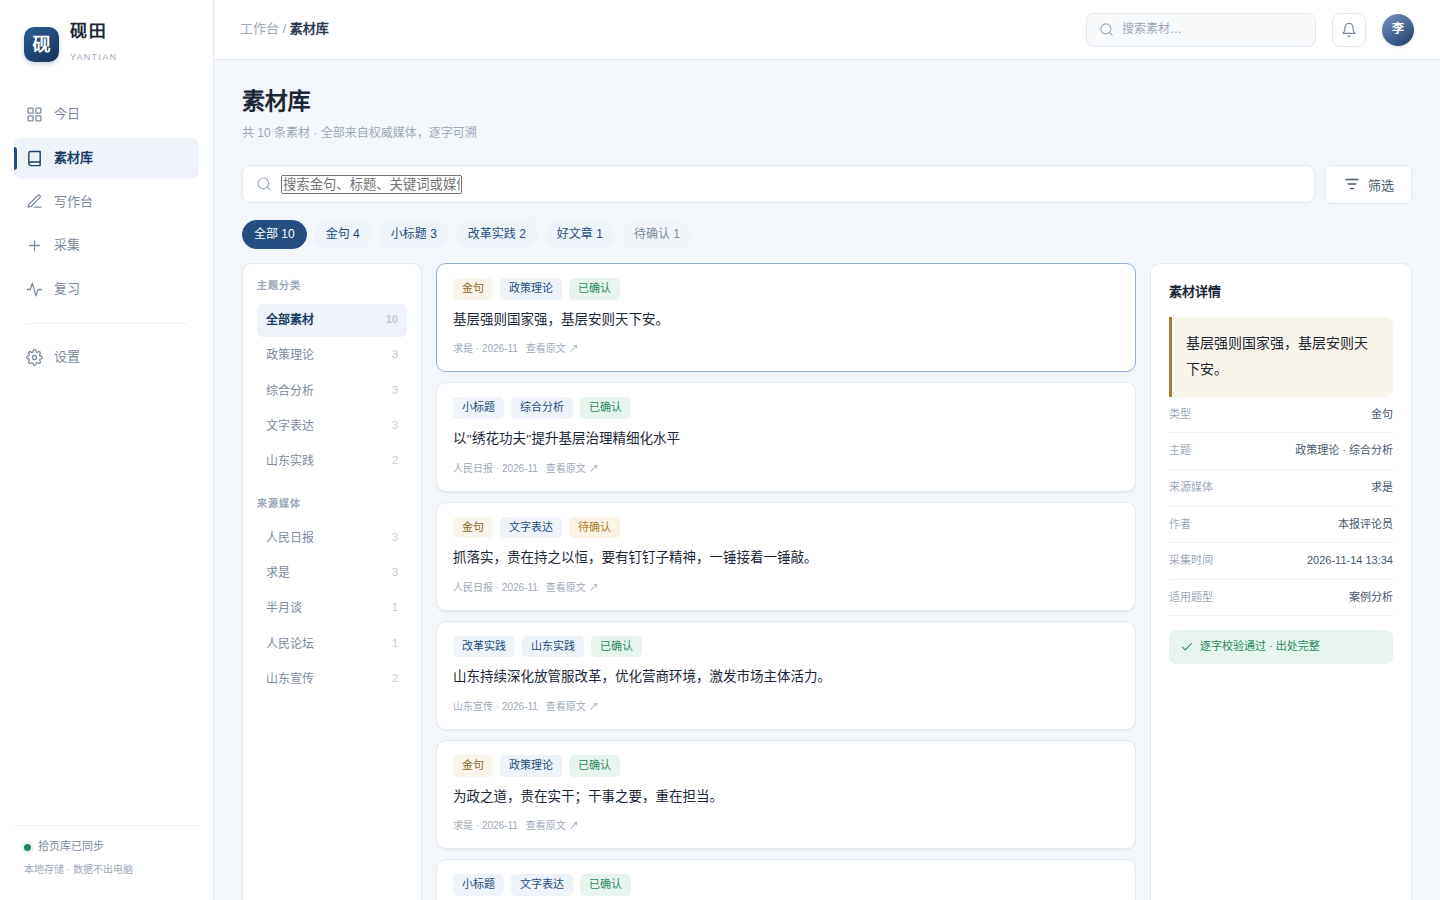 砚
砚田
YANTIAN
今日
素材库
写作台
采集
复习
设置
拾页库已同步
本地存储 · 数据不出电脑
工作台 / 素材库
搜索素材…
李
素材库
共 10 条素材 · 全部来自权威媒体，逐字可溯
搜索金句、标题、关键词或媒
筛选
全部 10
金句 4
小标题 3
改革实践 2
好文章 1
待确认 1
主题分类
全部素材 10
政策理论 3
综合分析 3
文字表达 3
山东实践 2
来源媒体
人民日报 3
求是 3
半月谈 1
人民论坛 1
山东宣传 2
金句 政策理论 已确认
基层强则国家强，基层安则天下安。
求是 · 2026-11 查看原文 ↗
小标题 综合分析 已确认
以"绣花功夫"提升基层治理精细化水平
人民日报 · 2026-11 查看原文 ↗
金句 文字表达 待确认
抓落实，贵在持之以恒，要有钉钉子精神，一锤接着一锤敲。
人民日报 · 2026-11 查看原文 ↗
改革实践 山东实践 已确认
山东持续深化放管服改革，优化营商环境，激发市场主体活力。
山东宣传 · 2026-11 查看原文 ↗
金句 政策理论 已确认
为政之道，贵在实干；干事之要，重在担当。
求是 · 2026-11 查看原文 ↗
小标题 文字表达 已确认
素材详情
基层强则国家强，基层安则天
下安。
类型 金句
主题 政策理论 · 综合分析
来源媒体 求是
作者 本报评论员
采集时间 2026-11-14 13:34
适用题型 案例分析
逐字校验通过 · 出处完整